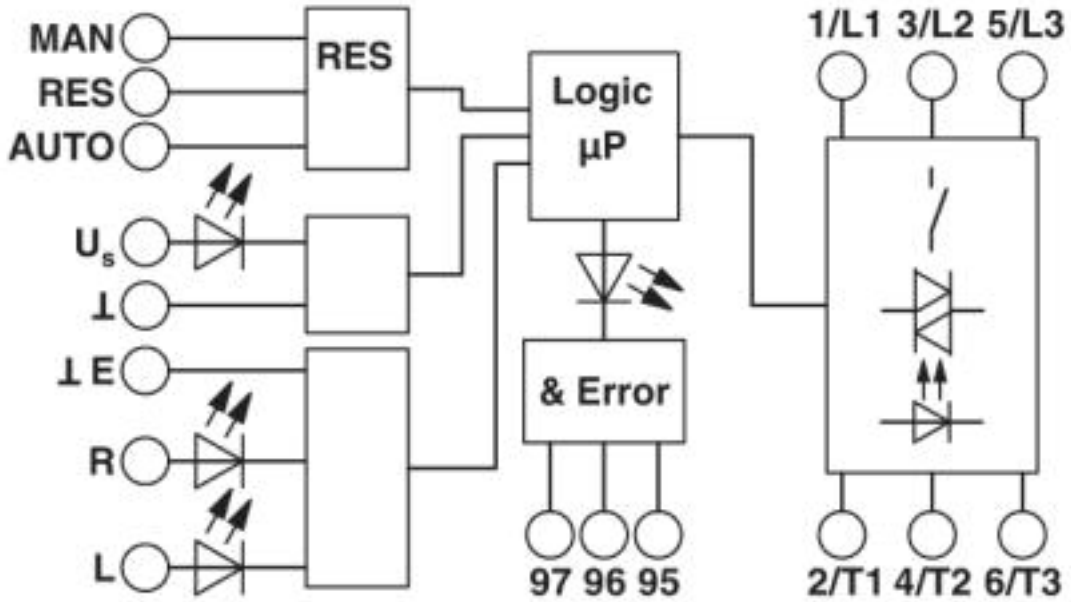 MAN
RES
AUTO
RES
Logic
µP
1/L1 3/L2 5/L3
Us
⊥
⊥ E
R
L
& Error
97 96 95
2/T1 4/T2 6/T3